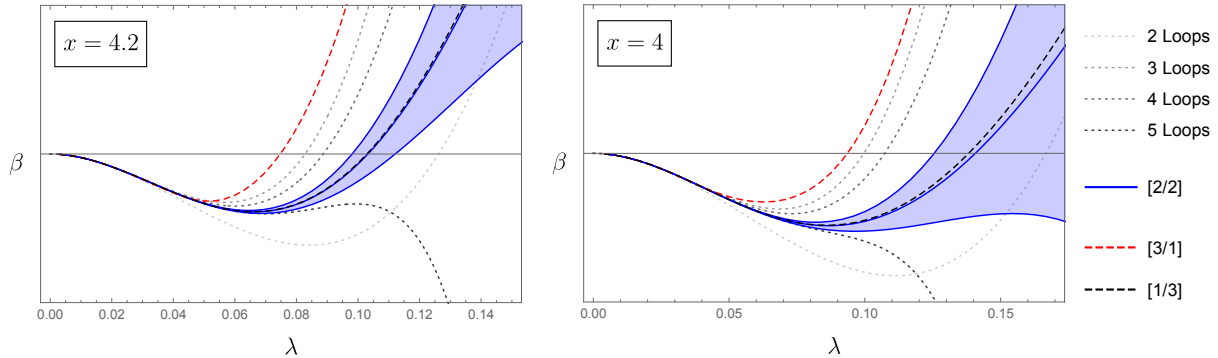 x = 4.2
β
0.00 0.02 0.04 0.06 0.08 0.10 0.12 0.14
λ
x = 4
β
0.00 0.05 0.10 0.15
λ
2 Loops
3 Loops
4 Loops
5 Loops
[2/2]
[3/1]
[1/3]